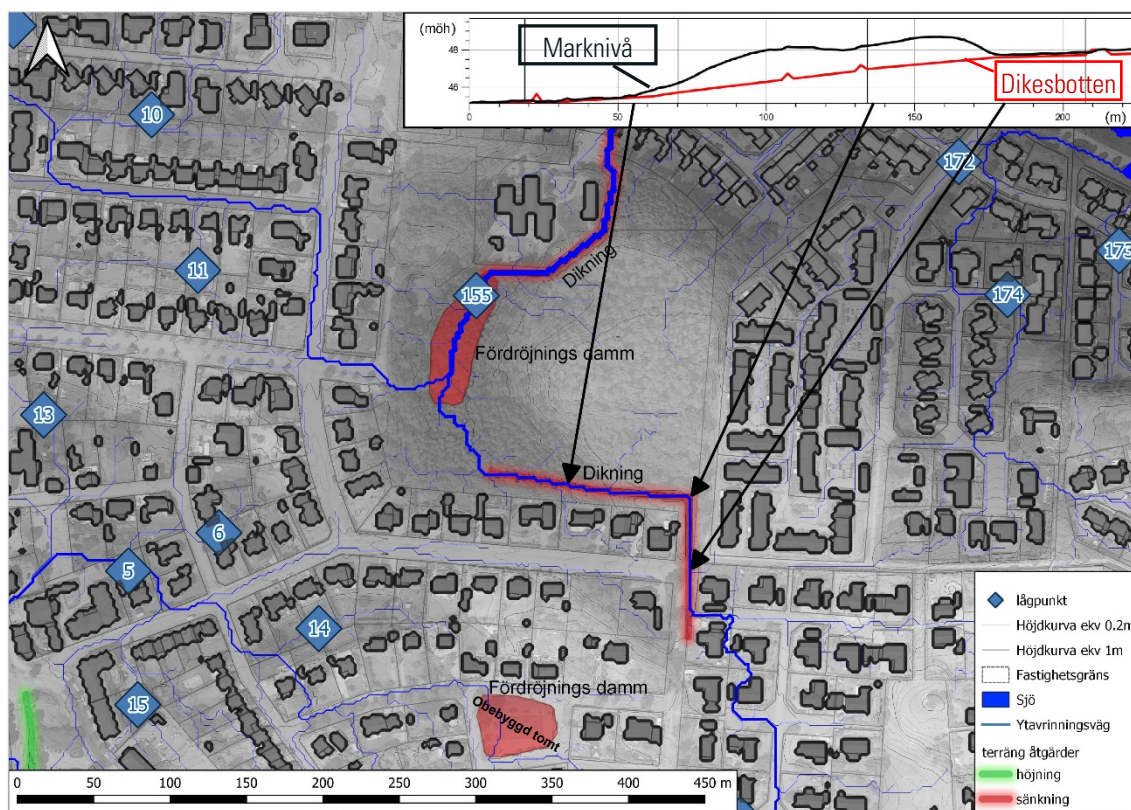 (möh)
48
46
Marknivå
Dikesbotten
0
50
100
150
200
(m)
10
172
11
Dikning
173
155
174
Fördröjnings damm
13
Dikning
6
5
14
15
Fördröjnings damm
Obebyggd tomt
lågpunkt
Höjdkurva ekv 0.2m
Höjdkurva ekv 1m
Fastighetsgräns
Sjö
Ytavrinningsväg
terräng åtgärder
höjning
sänkning
0 50 100 150 200 250 300 350 400 450 m